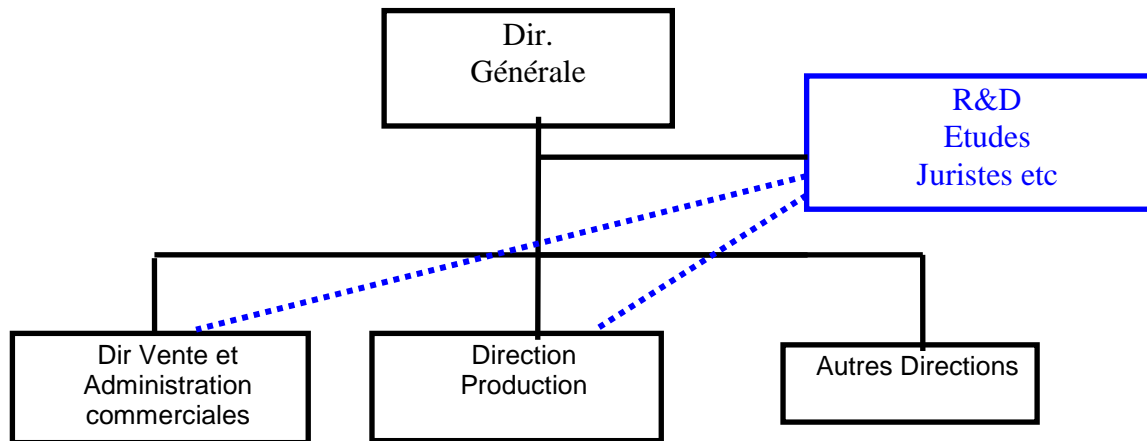 Dir.
Générale
R&D
Etudes
Juristes etc
Dir Vente et
Administration
commerciales
Direction
Production
Autres Directions